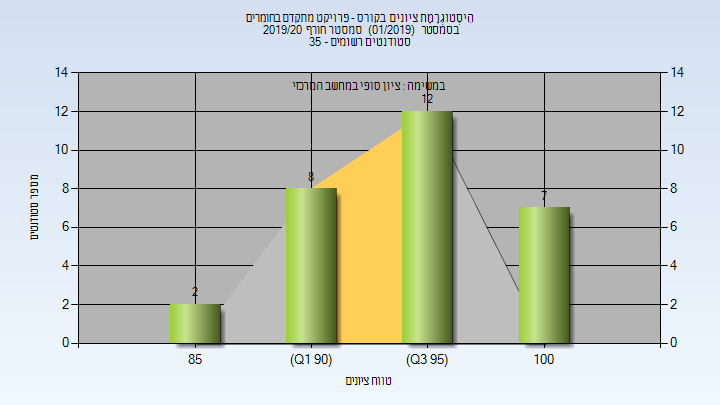 היסטוגרמת ציונים בקורס - פרויקט מתקדם בחומרים
בסמסטר (01/2019) סמסטר חורף 2019/20
סטודנטים רשומים - 35
במשימה : ציון סופי במחשב המרכזי
14 14
12 12 12
10 10
8 8 8
7
6 6
4 4
2 2 2
0 0
מספר סטודנטים
85 (Q1 90) (Q3 95) 100
טווח ציונים